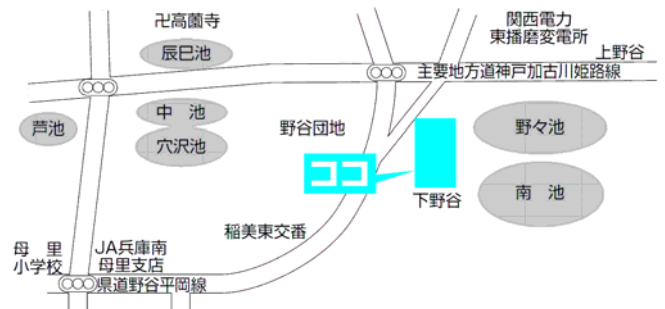 卍高薗寺
関西電力
東播磨変電所
辰巳池
上野谷
主要地方道神戸加古川姫路線
中 池
芦池
野谷団地
野々池
穴沢池
ココ
南 池
下野谷
稲美東交番
母 里
小学校
JA兵庫南
母里支店
県道野谷平岡線